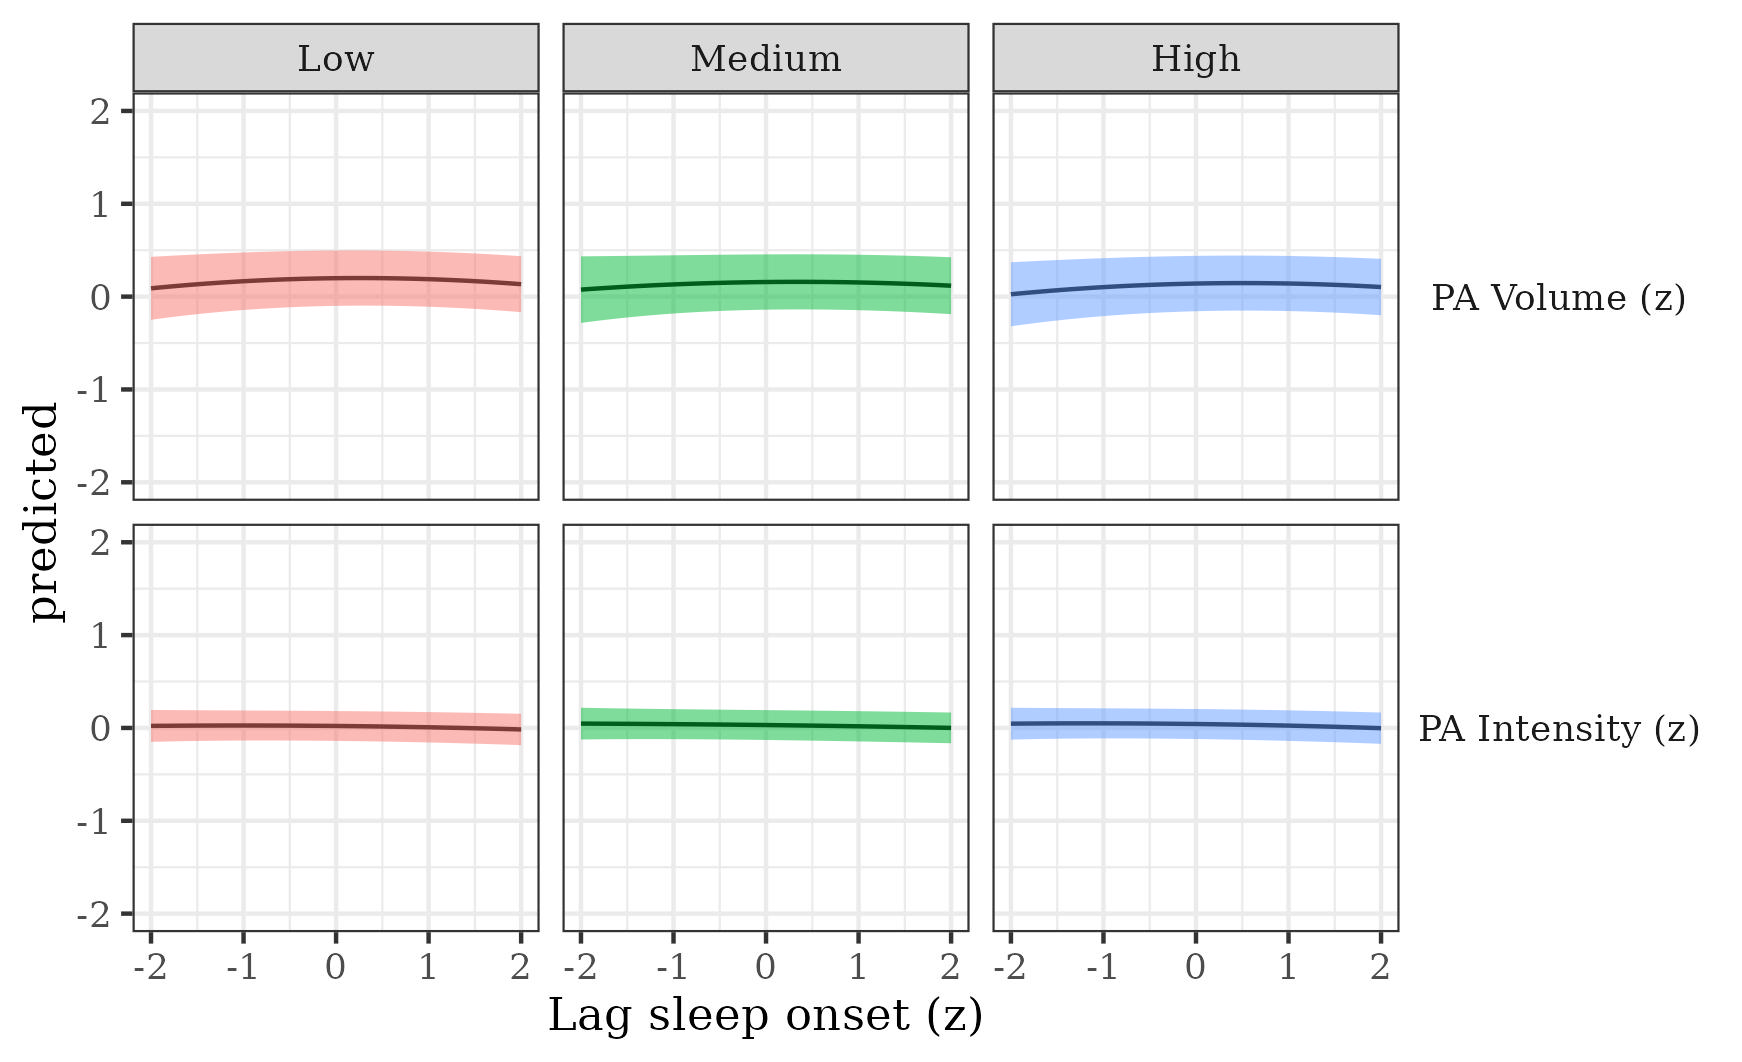 Low Medium High
2
1
0
-1
-2
PA Volume (z)
predicted
2
1
0
-1
-2
PA Intensity (z)
-2 -1 0 1 2 -2 -1 0 1 2 -2 -1 0 1 2
Lag sleep onset (z)